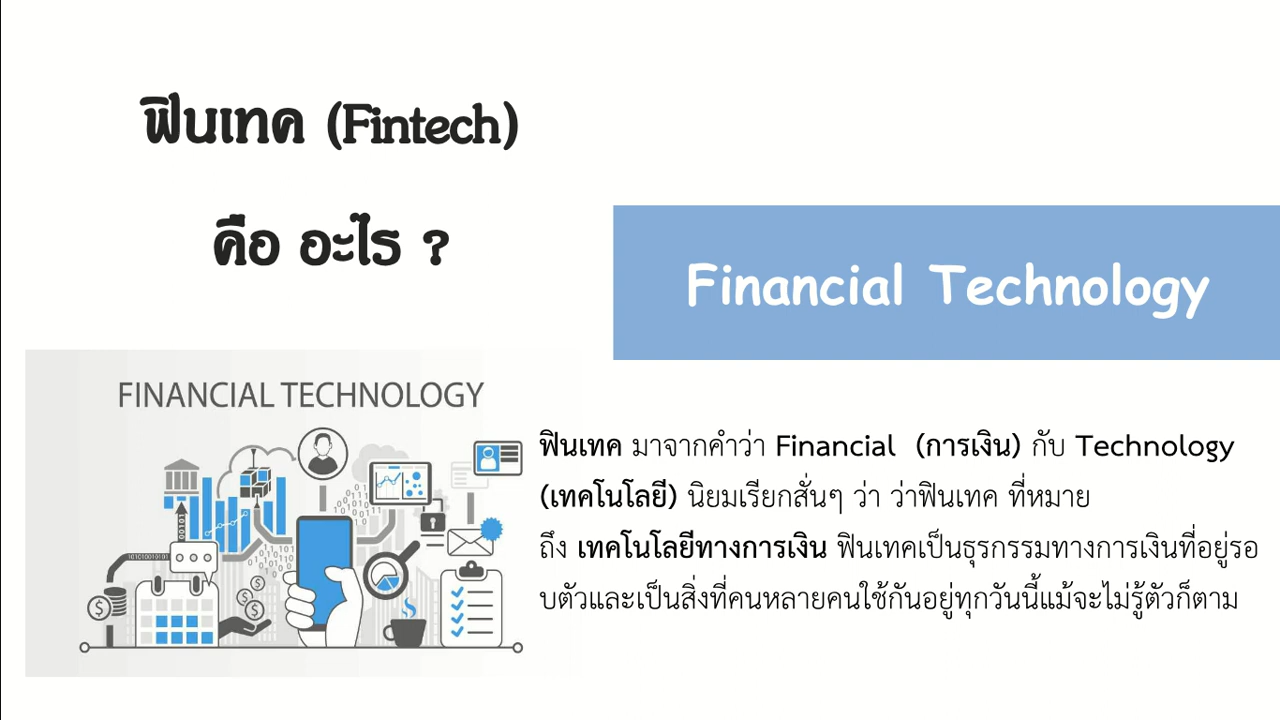 ฟินเทค (Fintech)
คือ อะไร ?
Financial Technology
FINANCIAL TECHNOLOGY
ฟินเทค มาจากคำว่า Financial (การเงิน) กับ Technology
(เทคโนโลยี) นิยมเรียกสั่นๆ ว่า ว่าฟินเทค ที่หมาย
ถึง เทคโนโลยีทางการเงิน ฟินเทคเป็นธุรกรรมทางการเงินที่อยู่รอ
บตัวและเป็นสิ่งที่คนหลายคนใช้กันอยู่ทุกวันนี้แม้จะไม่รู้ตัวก็ตาม